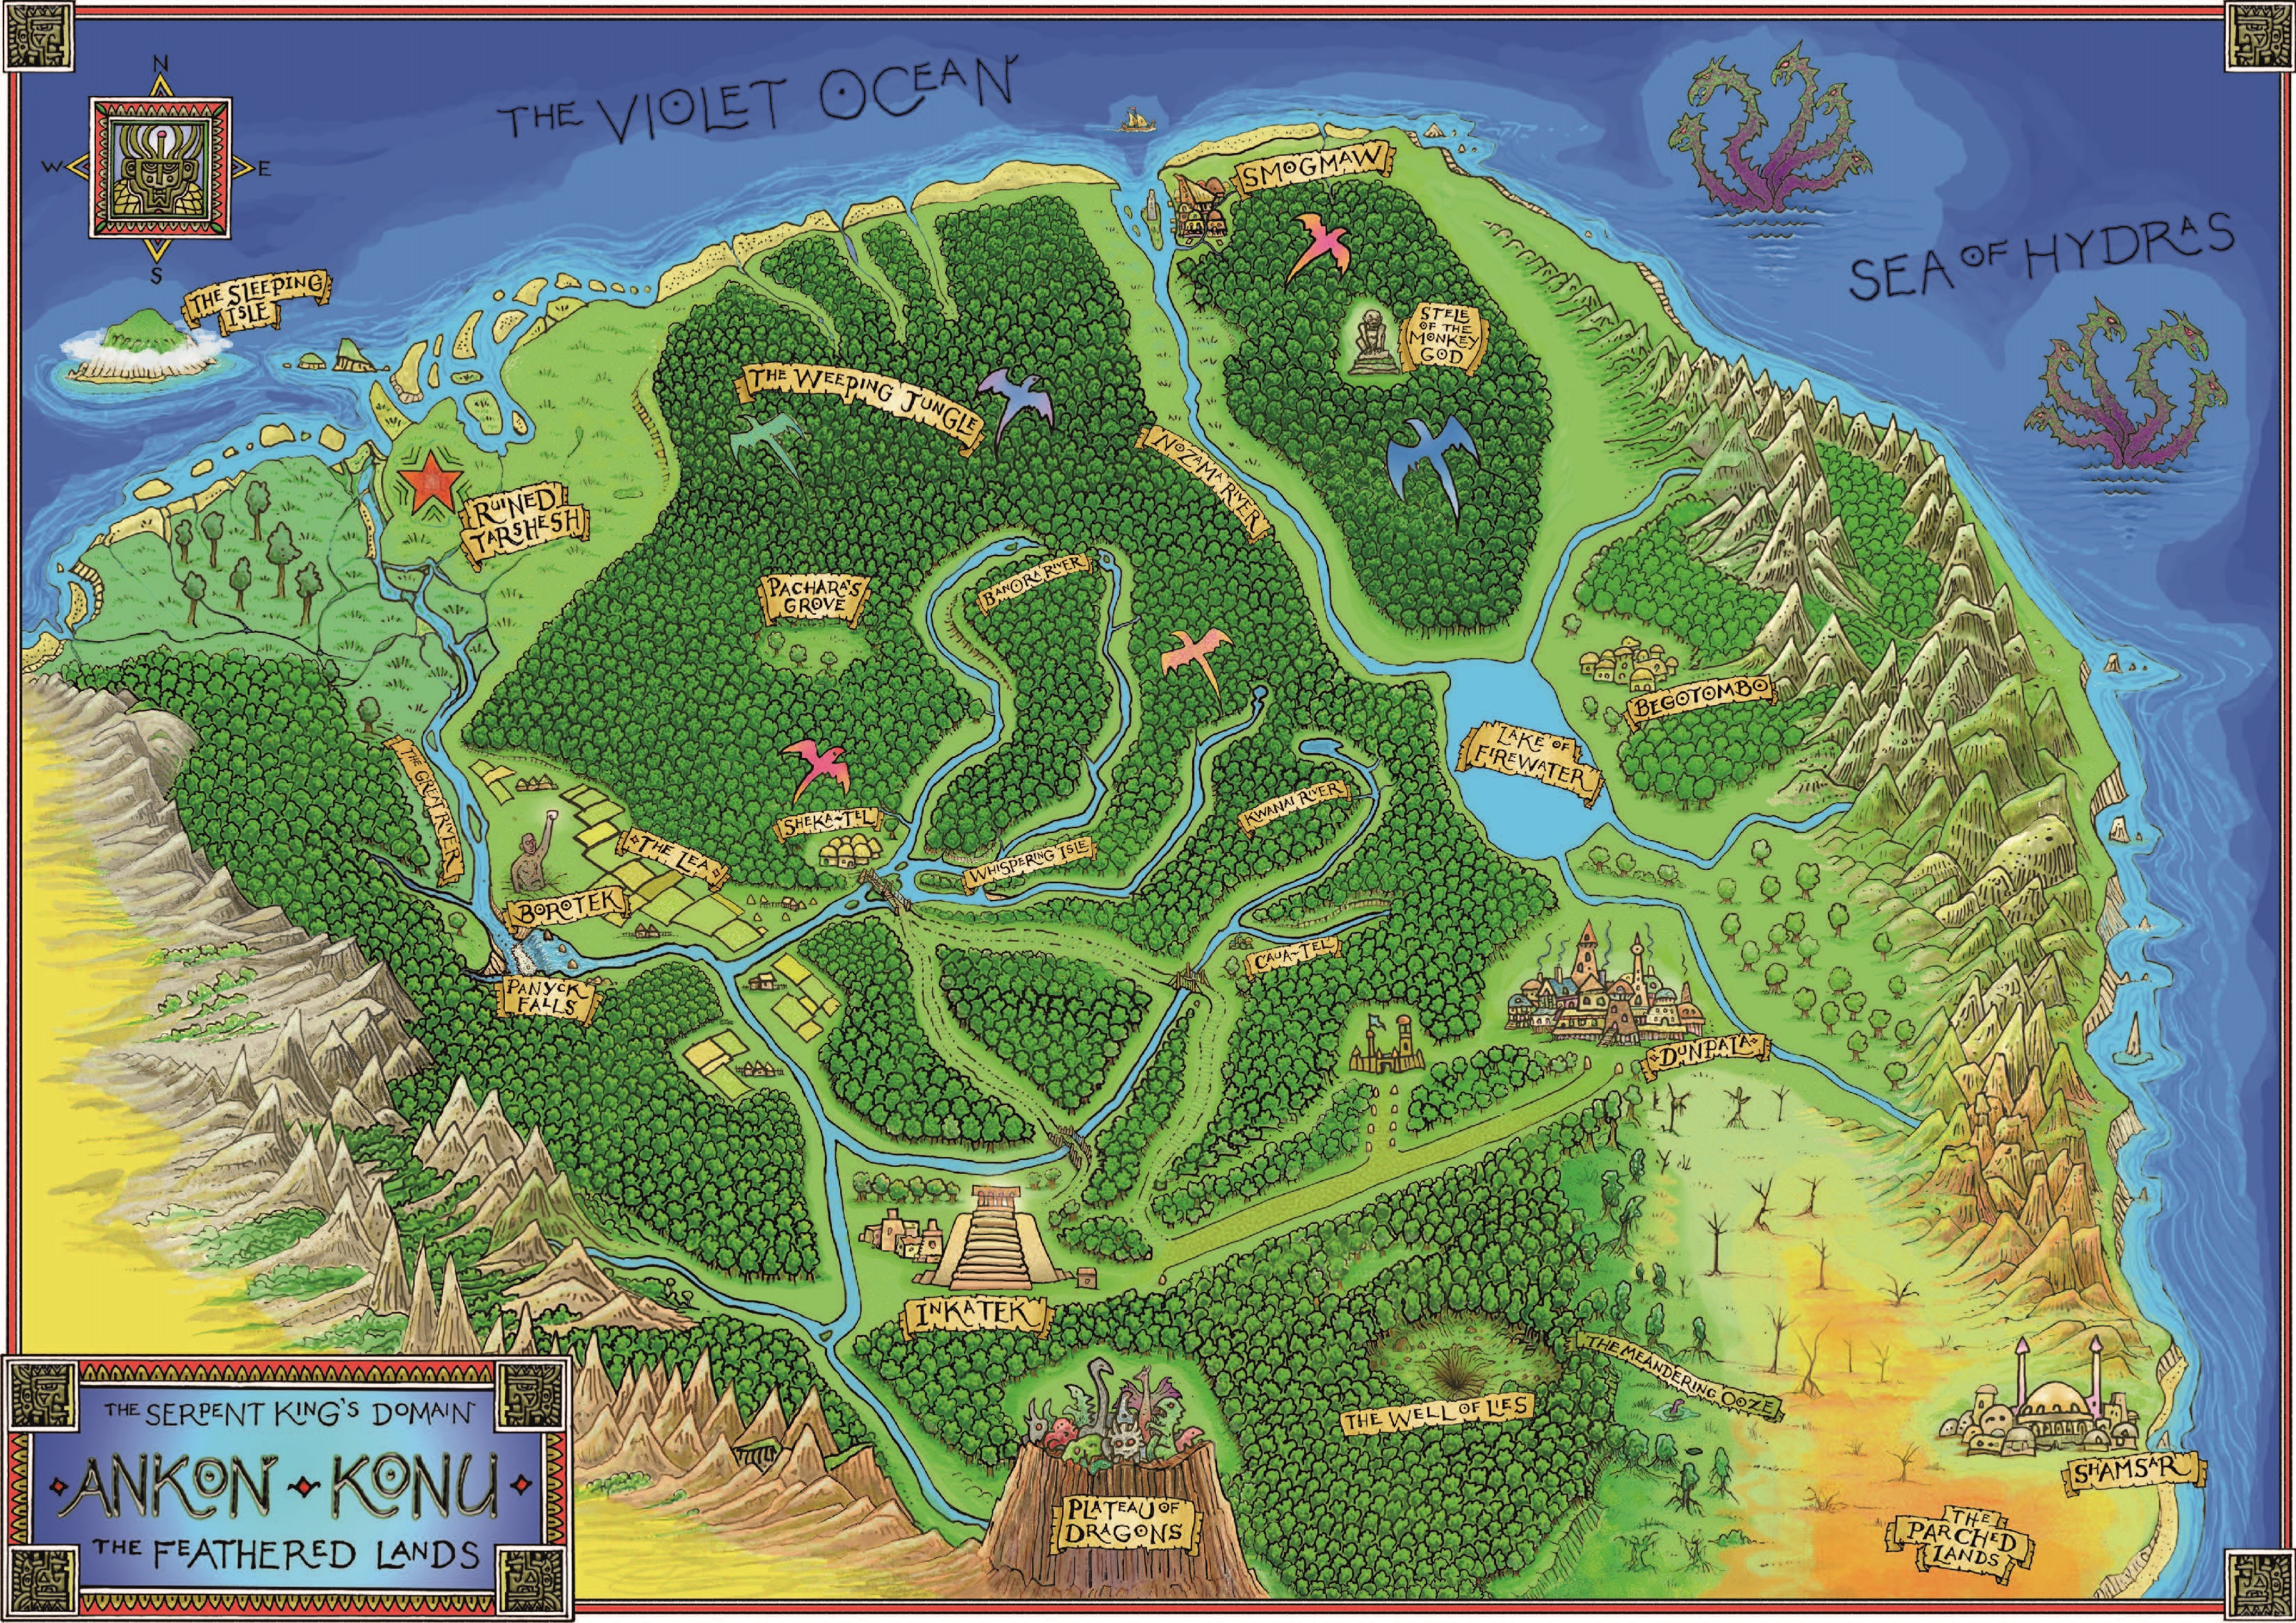 THE VIOLET OCEAN
N
W
E
S
SMOGMAW
SEA OF HYDRAS
THE SLEEPING
ISLE
STELE
OF THE
MONKEY
GOD
THE WEEPING JUNGLE
NOZAMA RIVER
RUINED
TARSHESH
PACHARA'S
GROVE
BANORA RIVER
BEGOTOMBO
LAKE OF
FIREWATER
THE GREAT RIVER
SHEKA-TEL
KWANAI RIVER
THE LEA
WHISPERING ISLE
BOROTEK
CAUA-TEL
PANYCK
FALLS
DUNPALA
INKATEK
THE MEANDERING OOZE
THE WELL OF LIES
SHAMSAR
PLATEAU OF
DRAGONS
THE
PARCHED
LANDS
THE SERPENT KING'S DOMAIN
ANKON KONU
THE FEATHERED LANDS